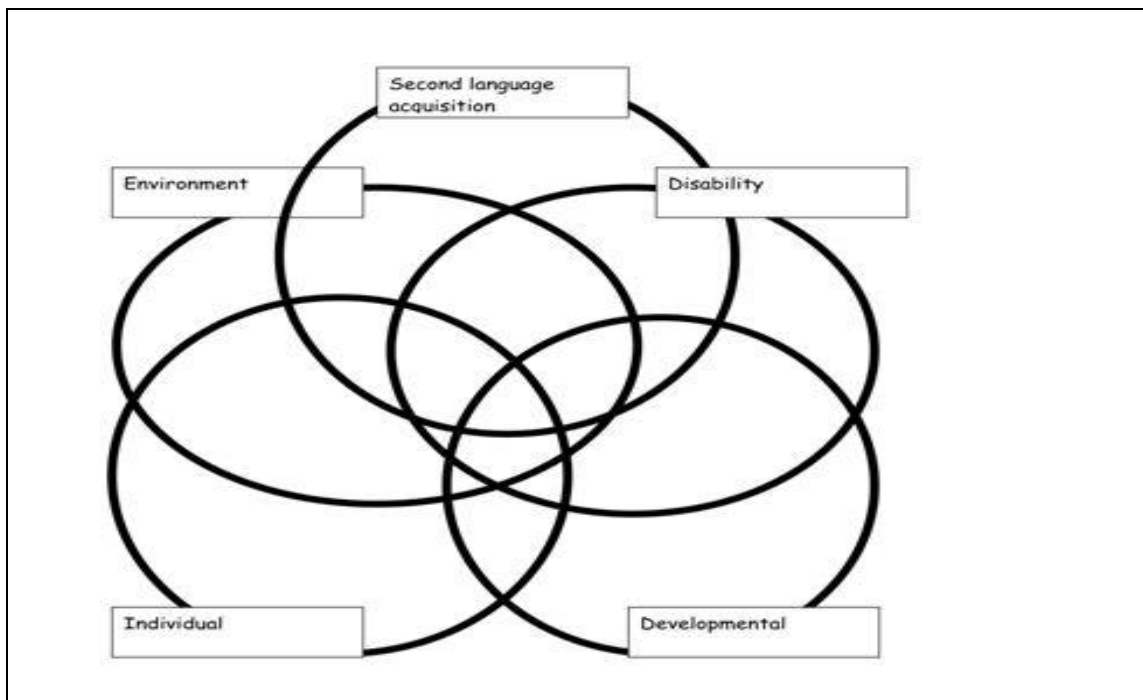 Second language
acquisition
Environment
Disability
Individual
Developmental